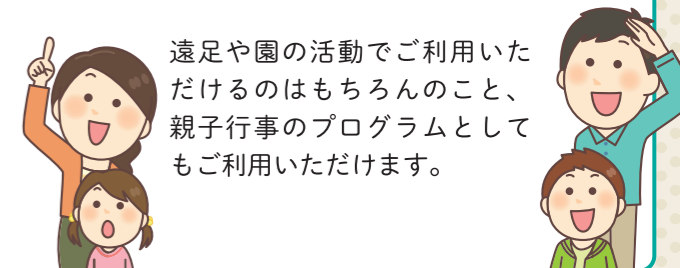 遠足や園の活動でご利用いた
だけるのはもちろんのこと、
親子行事のプログラムとして
もご利用いただけます。